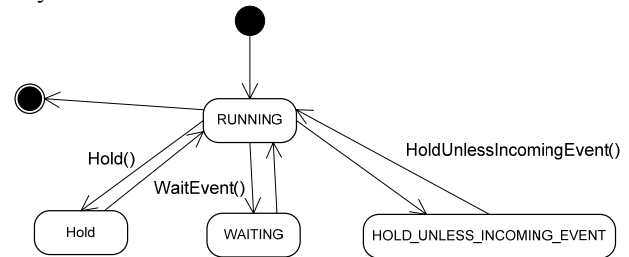 RUNNING
Hold()
HoldUnlessIncomingEvent()
WaitEvent()
Hold
WAITING
HOLD_UNLESS_INCOMING_EVENT